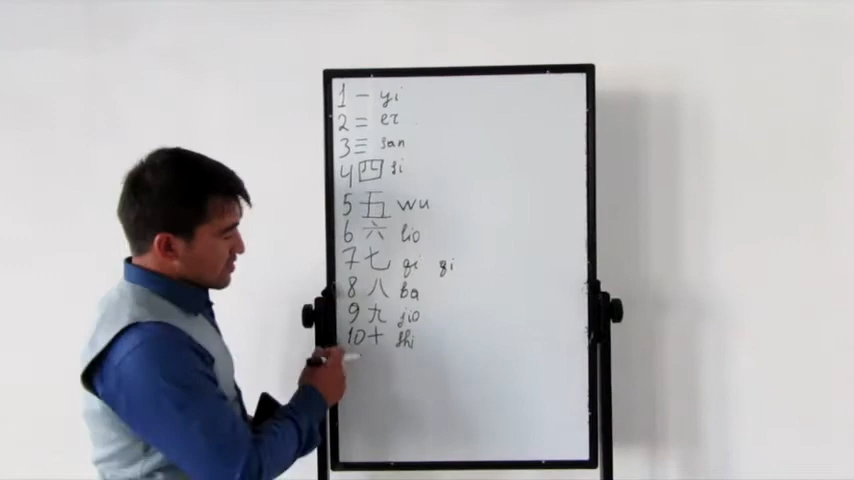 1 一 yi
2 二 er
3 三 san
4 四 si
5 五 wu
6 六 lio
7 七 qi qi
8 八 ba
9 九 jio
10 十 shi